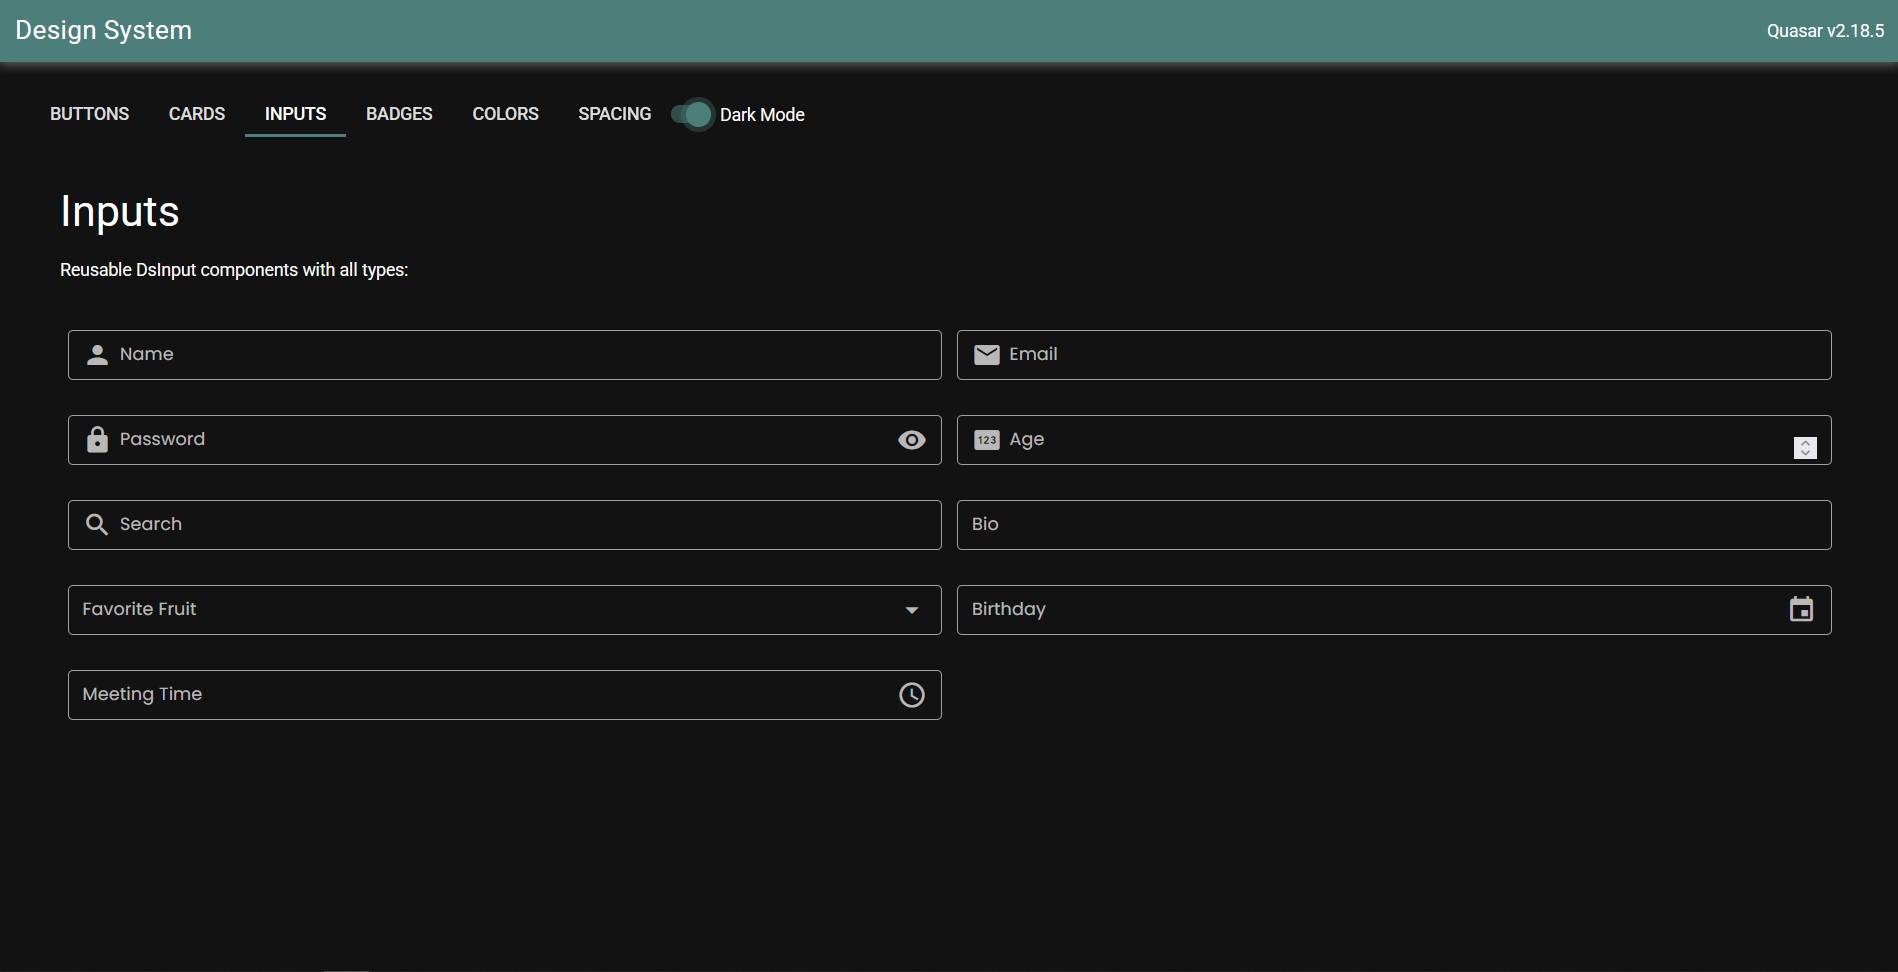 Design System
Quasar v2.18.5
BUTTONS CARDS INPUTS BADGES COLORS SPACING Dark Mode
Inputs
Reusable DsInput components with all types:
Name
Email
Password
123 Age
Search
Bio
Favorite Fruit
Birthday
Meeting Time